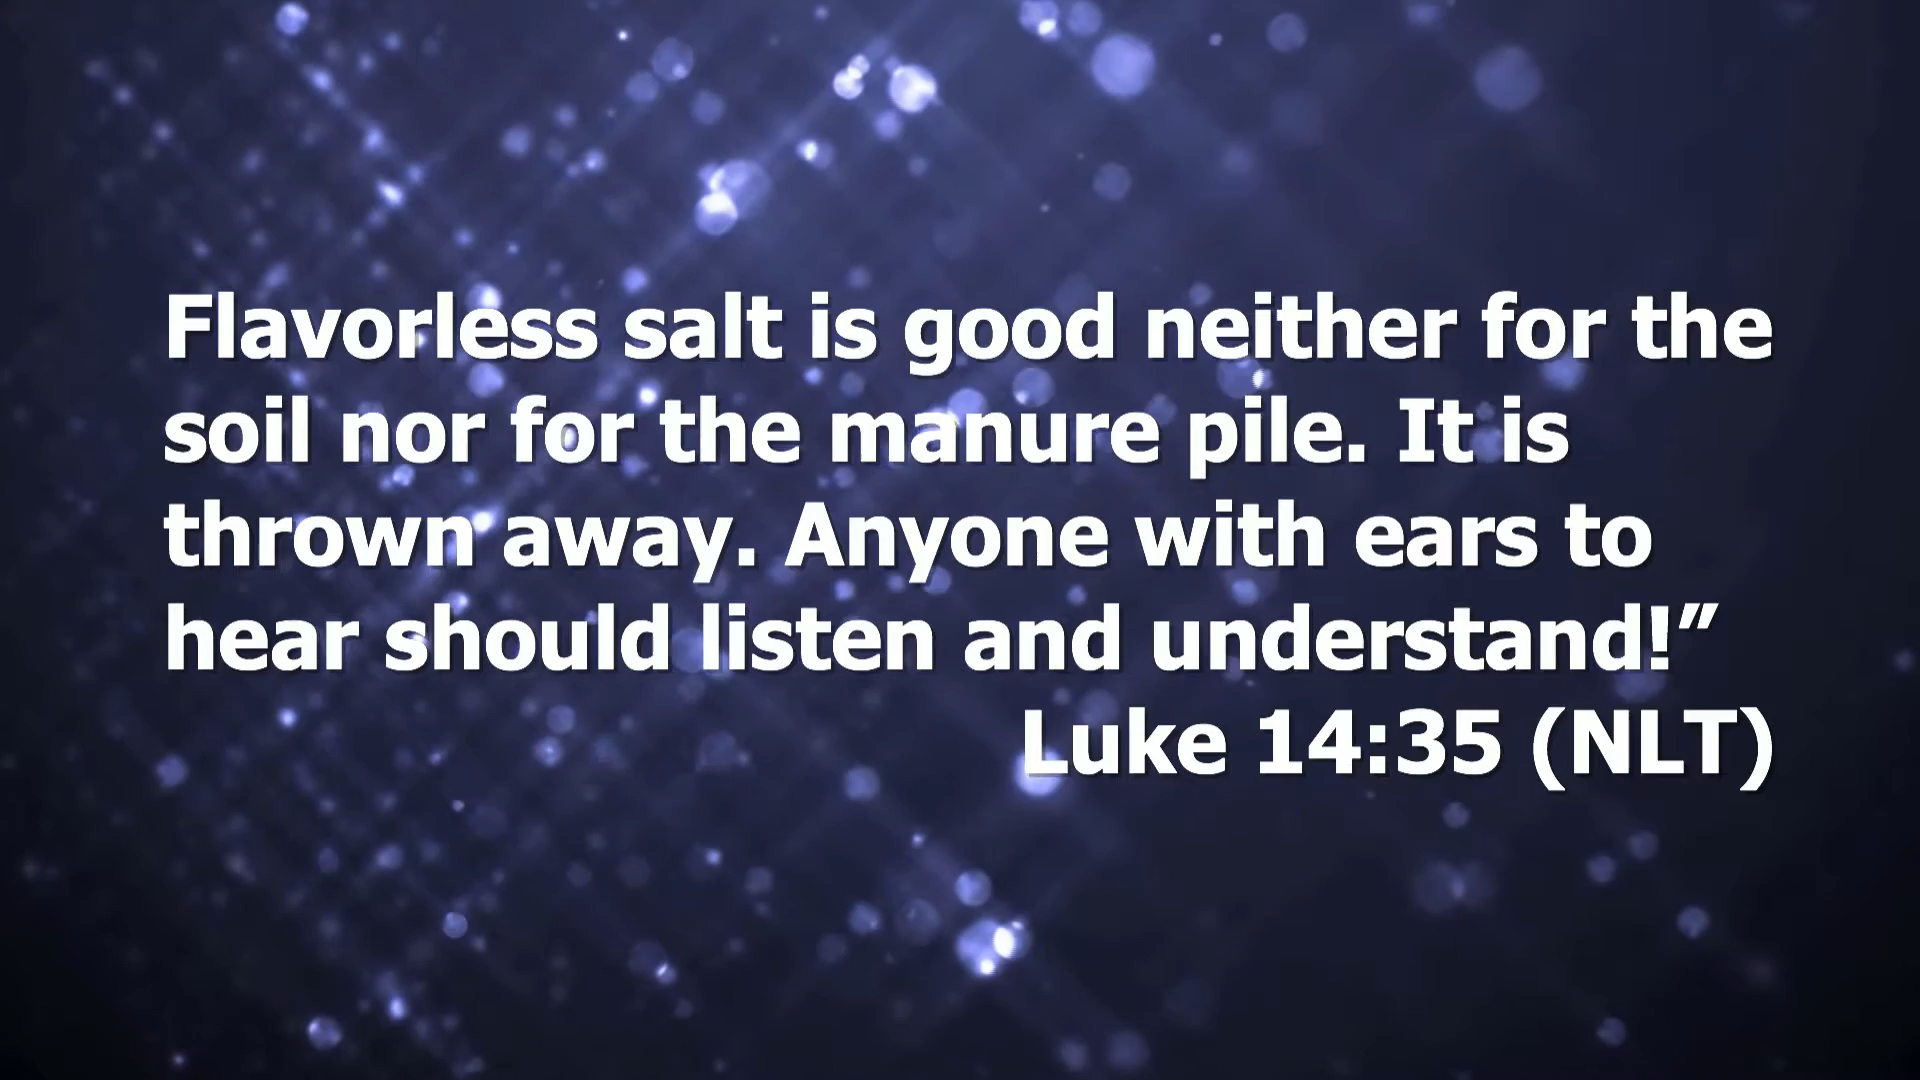 Flavorless salt is good neither for the
soil nor for the manure pile. It is
thrown away. Anyone with ears to
hear should listen and understand!”
Luke 14:35 (NLT)